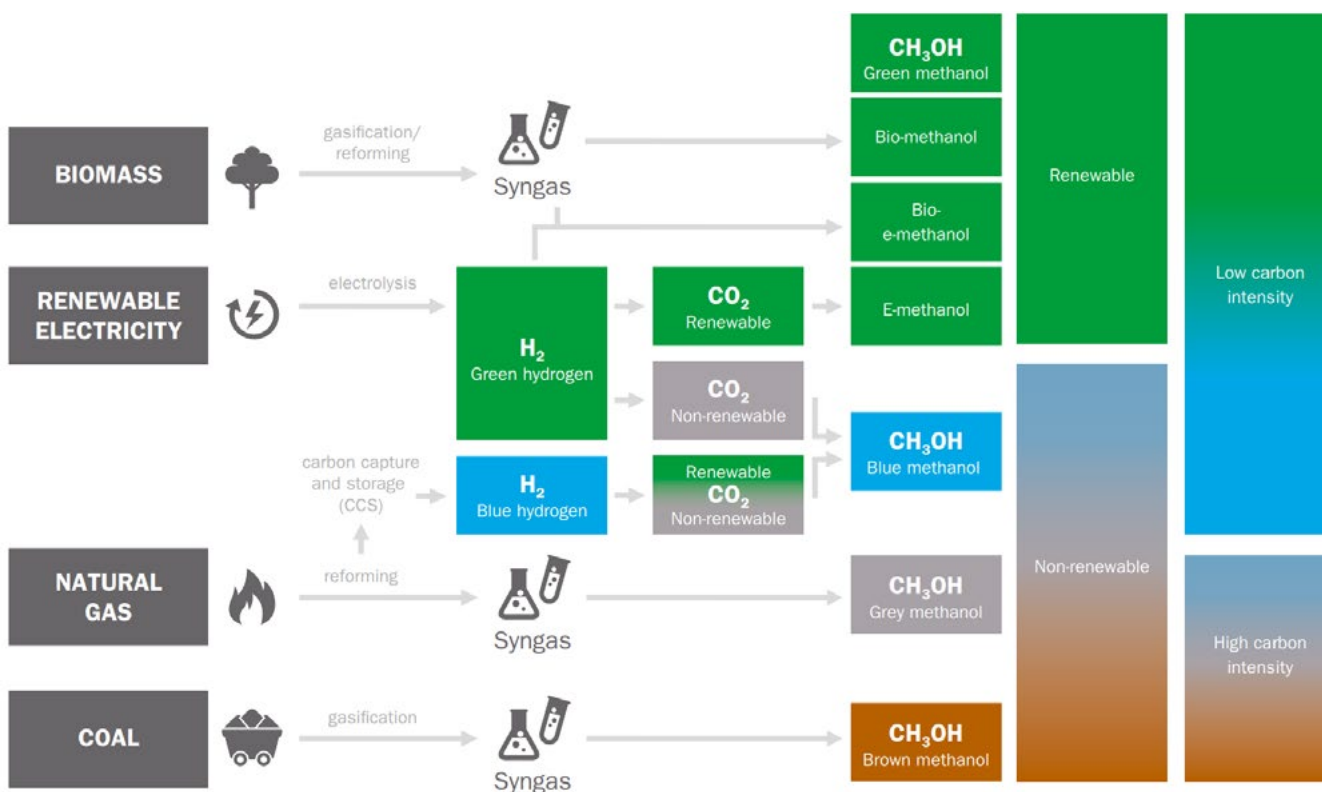 CH₃OH
Green methanol
gasification/
reforming
BIOMASS
Syngas
Bio-methanol
Renewable
Bio-
e-methanol
RENEWABLE
ELECTRICITY
electrolysis
H₂
Green hydrogen
CO₂
Renewable
E-methanol
Low carbon
intensity
CO₂
Non-renewable
CH₃OH
Blue methanol
carbon capture
and storage
(CCS)
H₂
Blue hydrogen
Renewable
CO₂
Non-renewable
NATURAL
GAS
reforming
Syngas
CH₃OH
Grey methanol
Non-renewable
High carbon
intensity
COAL
gasification
Syngas
CH₃OH
Brown methanol